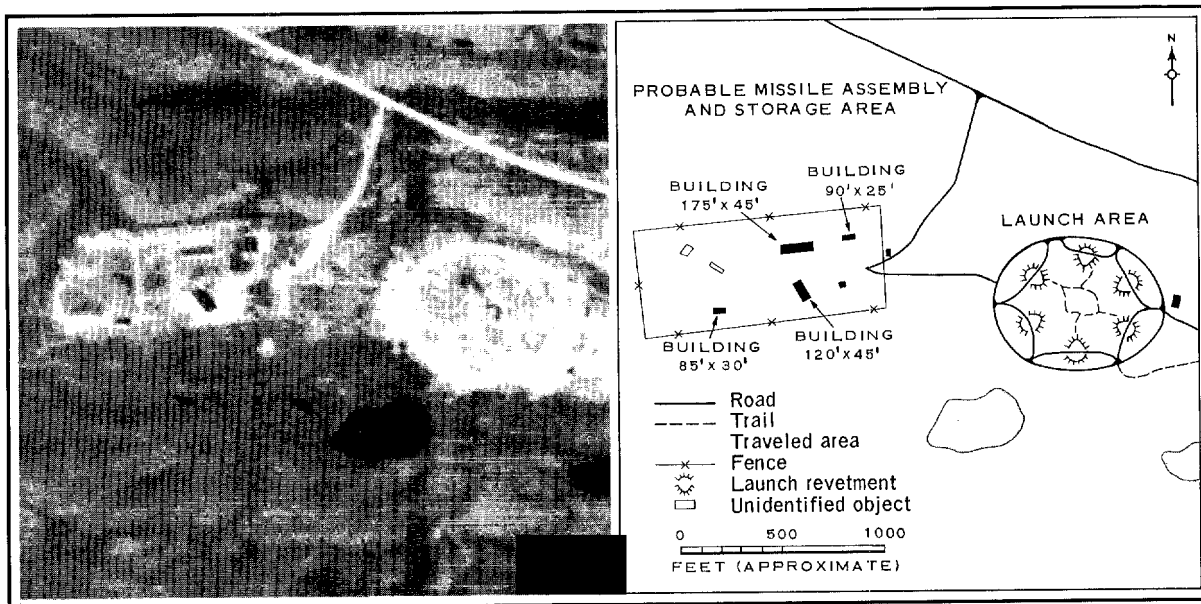 N
PROBABLE MISSILE ASSEMBLY
AND STORAGE AREA
BUILDING
90' X 25'
BUILDING
175' X 45'
LAUNCH AREA
BUILDING
85' X 30'
BUILDING
120' X 45'
Road
Trail
Traveled area
Fence
Launch revetment
Unidentified object
0 500 1000
FEET (APPROXIMATE)